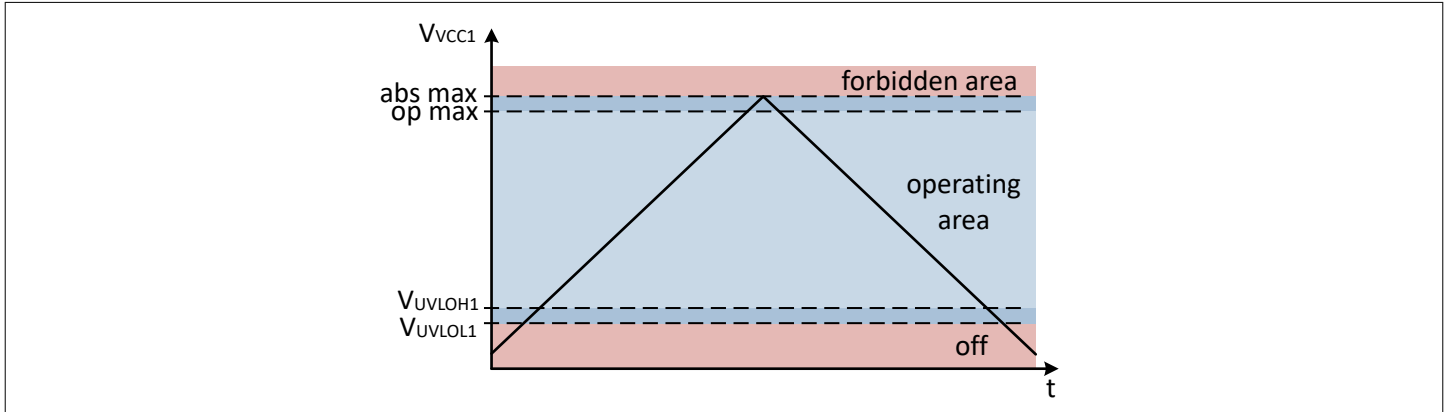 VVCC1
forbidden area
abs max
op max
operating
area
VUVLOH1
VUVLOL1
off
t